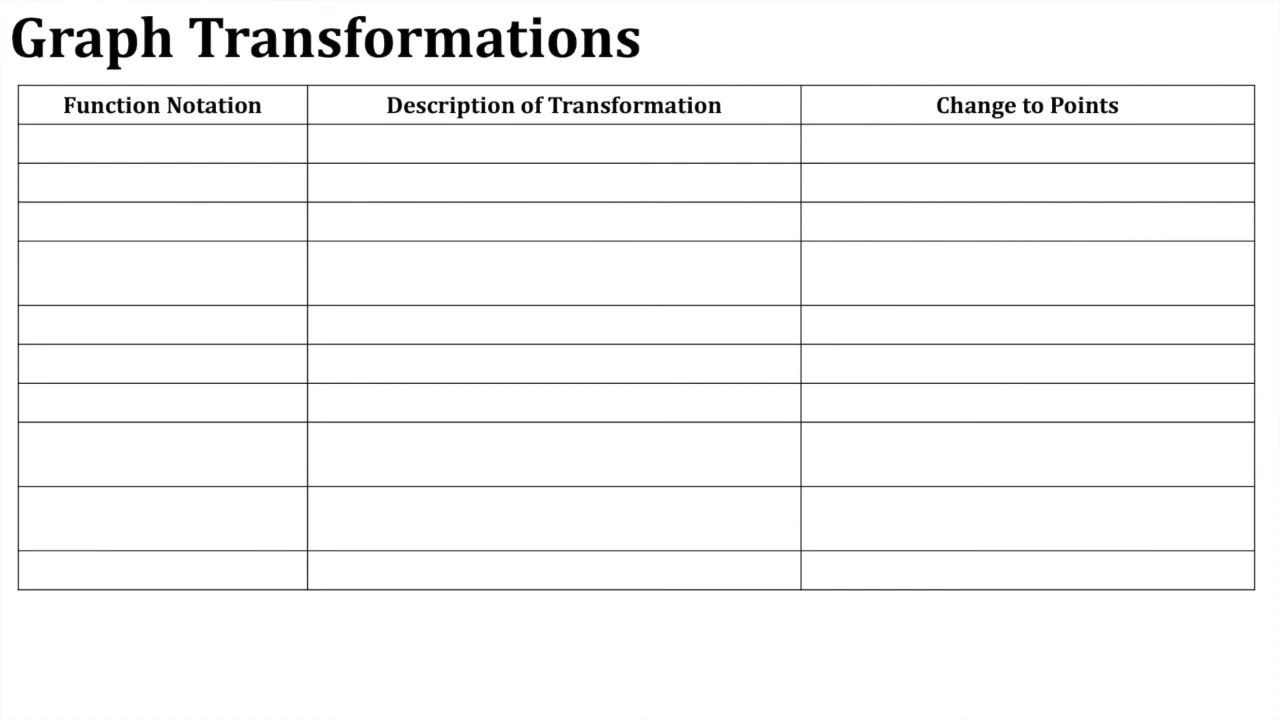 Graph Transformations
Function Notation Description of Transformation Change to Points